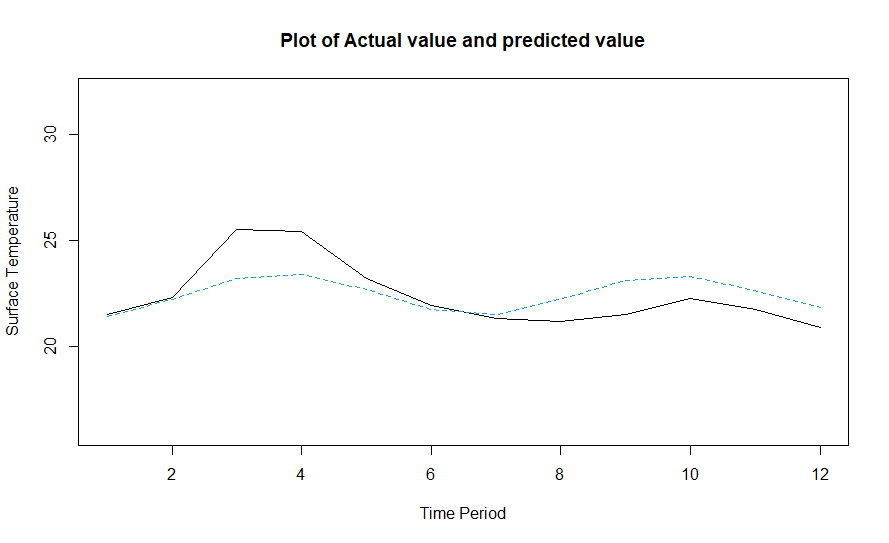 Plot of Actual value and predicted value
Surface Temperature
30
25
20
2 4 6 8 10 12
Time Period